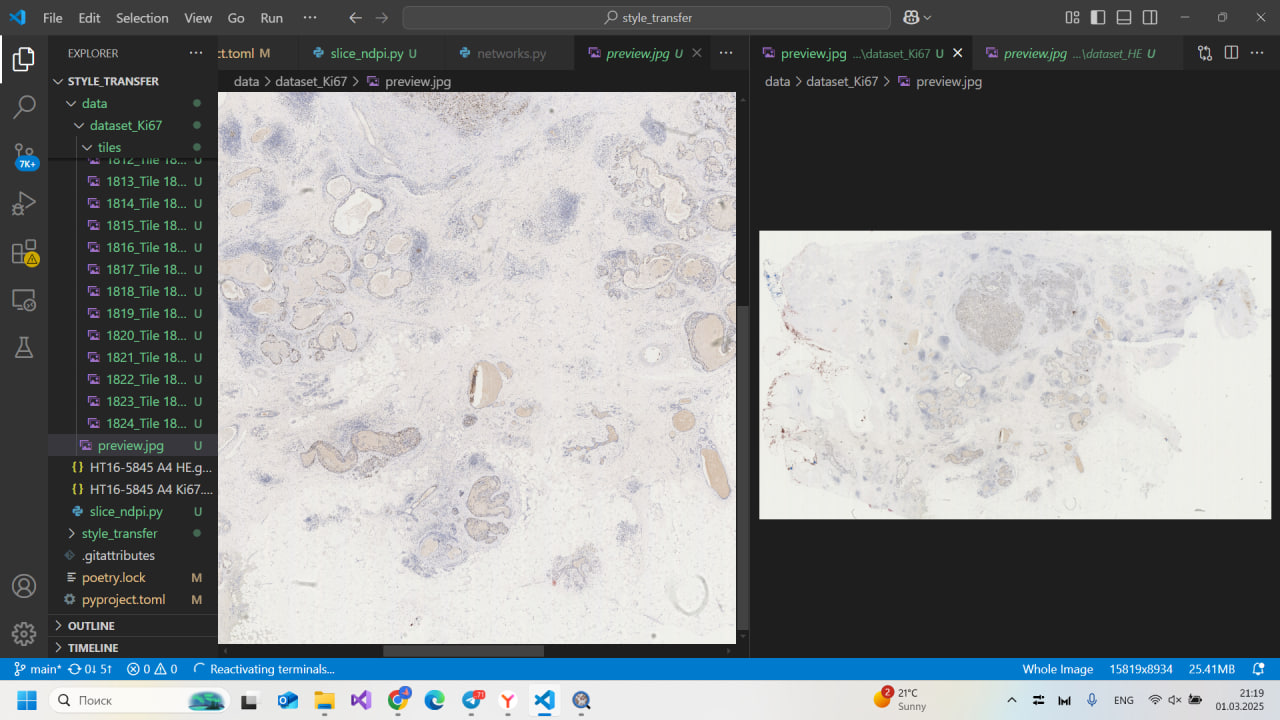 File Edit Selection View Go Run ··· style_transfer
EXPLORER ···
STYLE_TRANSFER
data
dataset_Ki67
tiles
1812_Tile 18... U
1813_Tile 18... U
1814_Tile 18... U
1815_Tile 18... U
1816_Tile 18... U
1817_Tile 18... U
1818_Tile 18... U
1819_Tile 18... U
1820_Tile 18... U
1821_Tile 18... U
1822_Tile 18... U
1823_Tile 18... U
1824_Tile 18... U
preview.jpg U
HT16-5845 A4 HE.g...
HT16-5845 A4 Ki67....
slice_ndpi.py U
style_transfer
.gitattributes
poetry.lock M
pyproject.toml M
OUTLINE
TIMELINE
7K+
ct.toml M slice_ndpi.py U networks.py preview.jpg U ···
data > dataset_Ki67 > preview.jpg
preview.jpg ...\dataset_Ki67 U preview.jpg ...\dataset_HE U ···
data > dataset_Ki67 > preview.jpg
main* 0↓ 5↑ 0 0 Reactivating terminals... Whole Image 15819x8934 25.41MB
Поиск
71
2
21°C
Sunny
ENG
21:19
01.03.2025